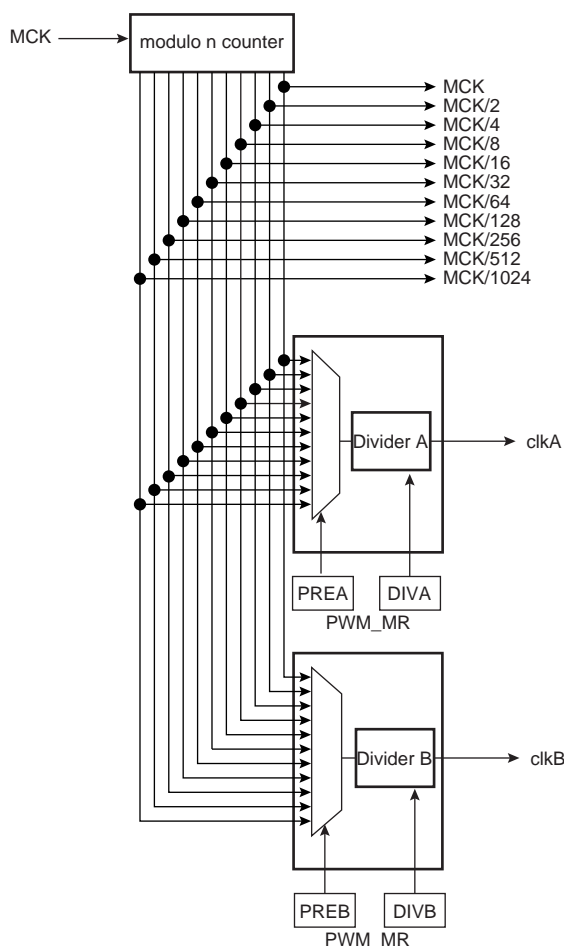 MCK
modulo n counter
MCK
MCK/2
MCK/4
MCK/8
MCK/16
MCK/32
MCK/64
MCK/128
MCK/256
MCK/512
MCK/1024
Divider A
clkA
PREA
DIVA
PWM_MR
Divider B
clkB
PREB
DIVB
PWM_MR